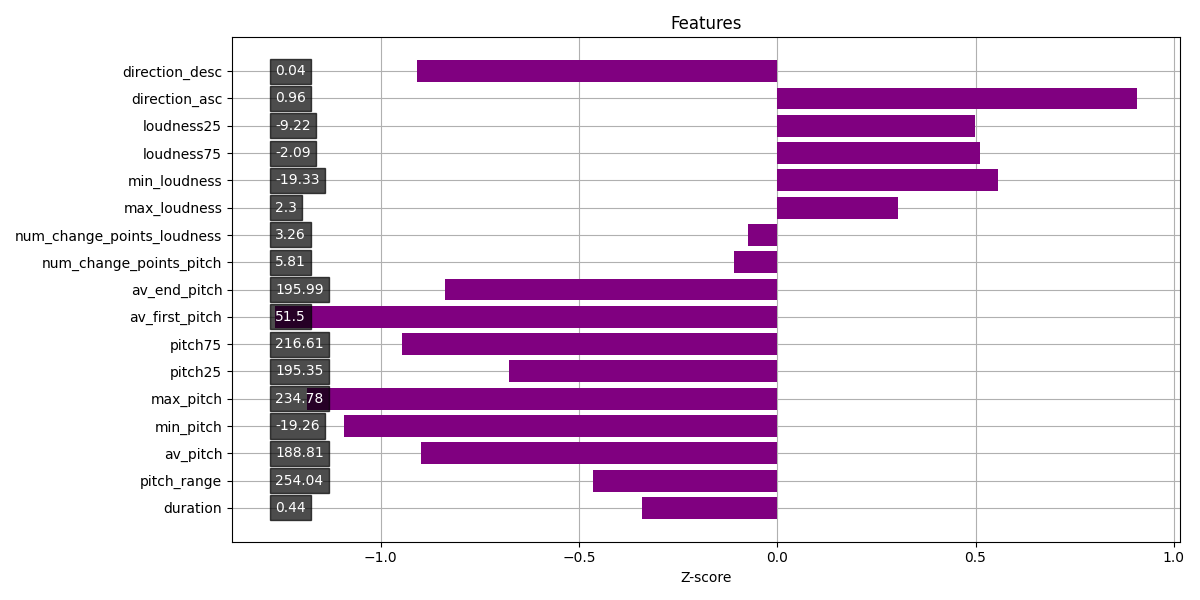 Features
direction_desc 0.04
direction_asc 0.96
loudness25 -9.22
loudness75 -2.09
min_loudness -19.33
max_loudness 2.3
num_change_points_loudness 3.26
num_change_points_pitch 5.81
av_end_pitch 195.99
av_first_pitch 51.5
pitch75 216.61
pitch25 195.35
max_pitch 234.78
min_pitch -19.26
av_pitch 188.81
pitch_range 254.04
duration 0.44
−1.0 −0.5 0.0 0.5 1.0
Z-score